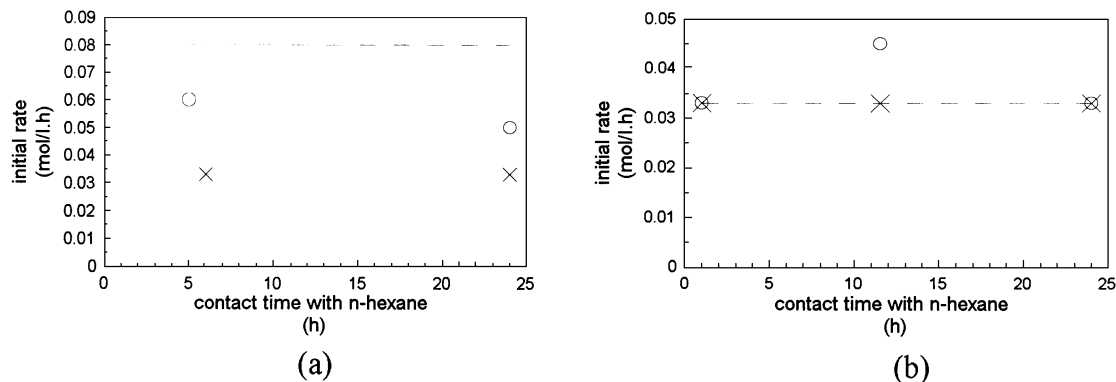 0.09
0.08
0.07
0.06
0.05
0.04
0.03
0.02
0.01
0
initial rate
(mol/l.h)
0 5 10 15 20 25
contact time with n-hexane
(h)
(a)
0.05
0.04
0.03
0.02
0.01
0
initial rate
(mol/l.h)
0 5 10 15 20 25
contact time with n-hexane
(h)
(b)